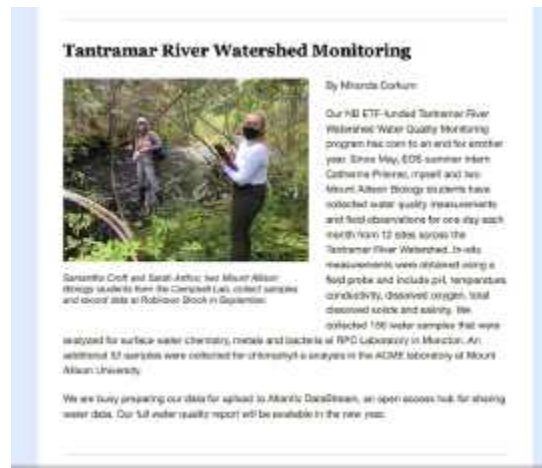 Tantramar River Watershed Monitoring
By Miranda Corkum
Our NB ETF-funded Tantramar River
Watershed Water Quality Monitoring
program has com to an end for another
year. Since May, EOS summer intern
Catherine, myself and two
Mount Allison Biology students have
collected water quality measurements
and field observations for one day each
month from 12 sites across the
Tantramar River Watershed. In-situ
measurements were obtained using a
field probe and include pH, temperature
conductivity, dissolved oxygen, total
dissolved solids and salinity. We
collected water samples that were
analyzed for surface water chemistry, metals and bacteria at RPC Laboratory in Moncton. An
additional samples were collected for chlorophyll-a analysis in the ACME laboratory at Mount
Allison University.
Samantha Croft and Sarah Arthur, two Mount Allison
Biology students from the Campbell Lab, collect samples
and record data at Robinson Brook in September.
We are busy preparing our data for upload to Atlantic DataStream, an open access hub for sharing
water data. Our full water quality report will be available in the new year.